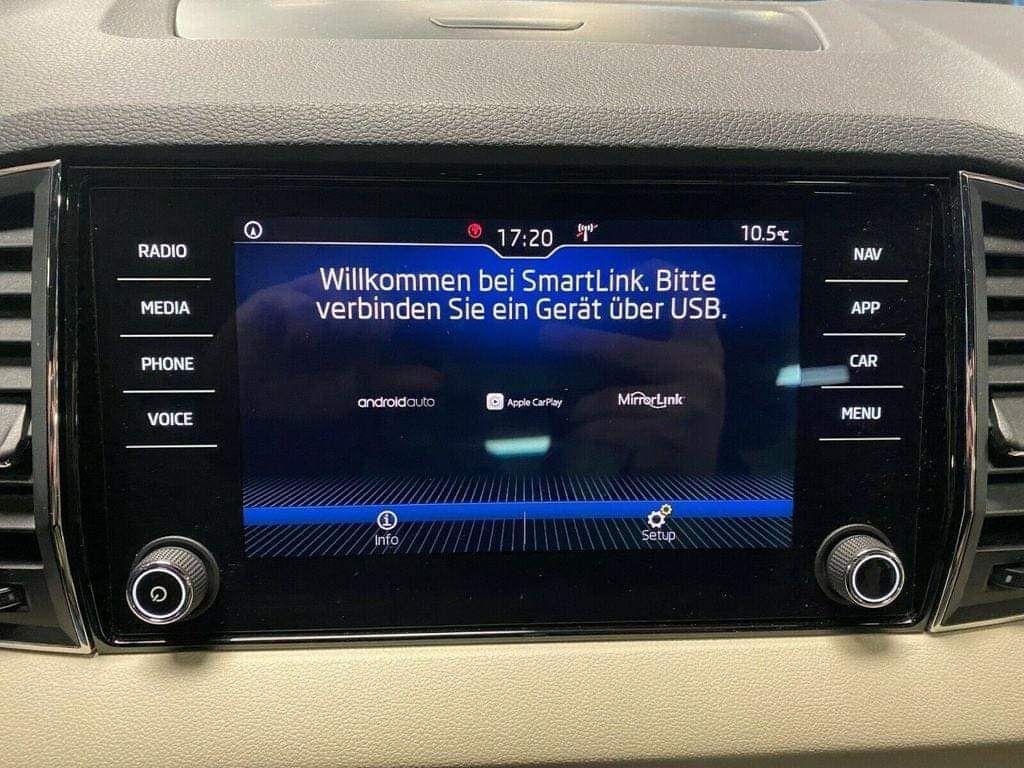 17:20
10.5°C
Willkommen bei SmartLink. Bitte
verbinden Sie ein Gerät über USB.
androidauto
Apple CarPlay
MirrorLink
Info
Setup
RADIO
MEDIA
PHONE
VOICE
NAV
APP
CAR
MENU